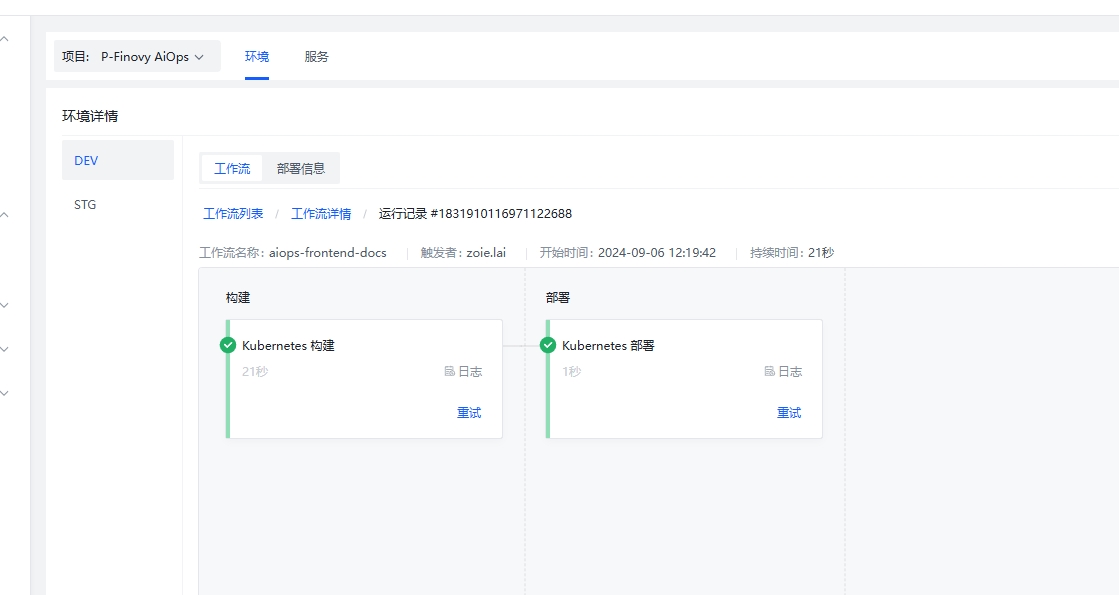 项目: P-Finovy AiOps 环境 服务
环境详情
DEV
STG
工作流 部署信息
工作流列表 / 工作流详情 / 运行记录 #1831910116971122688
工作流名称: aiops-frontend-docs 触发者: zoie.lai 开始时间: 2024-09-06 12:19:42 持续时间: 21秒
构建 部署
Kubernetes 构建 Kubernetes 部署
21秒 日志 1秒 日志
重试 重试